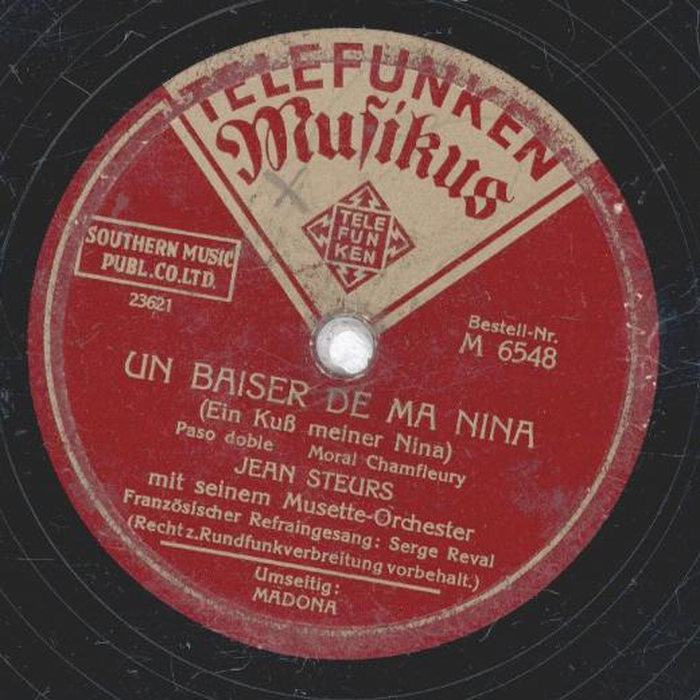 TELEFUNKEN
Musikus
TELE
FUN
KEN
SOUTHERN MUSIC
PUBL.CO.LTD.
23621
Bestell-Nr.
M 6548
UN BAISER DE MA NINA
(Ein Kuß meiner Nina)
Paso doble Moral Chamfleury
JEAN STEURS
mit seinem Musette-Orchester
Französischer Refraingesang: Serge Reval
(Recht z. Rundfunkverbreitung vorbehalt.)
Umseitig:
MADONA